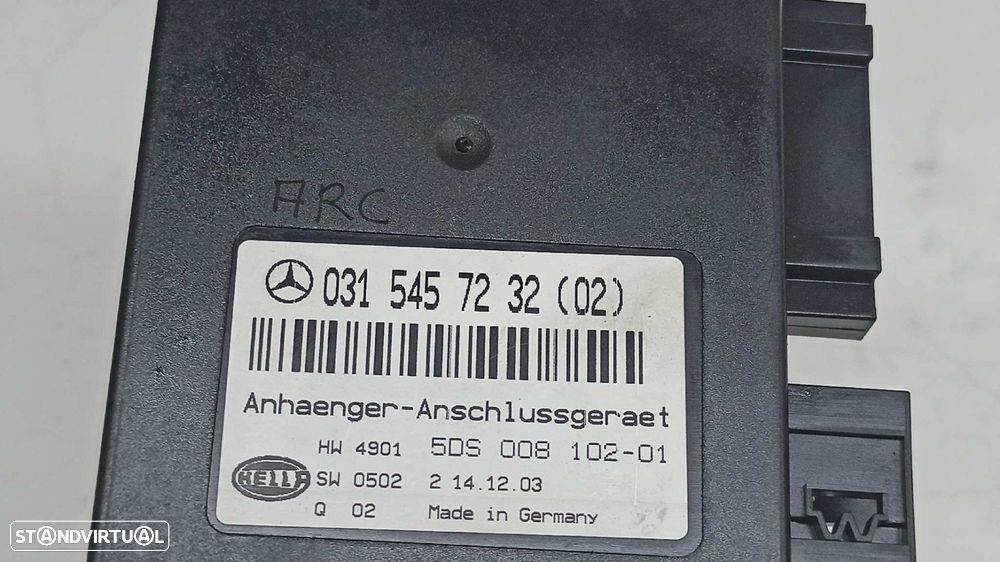 ARC
031 545 72 32 (02)
Anhaenger-Anschlussgeraet
HW 4901 5DS 008 102-01
HELLA SW 0502 2 14.12.03
Q 02 Made in Germany
STANDVIRTUAL